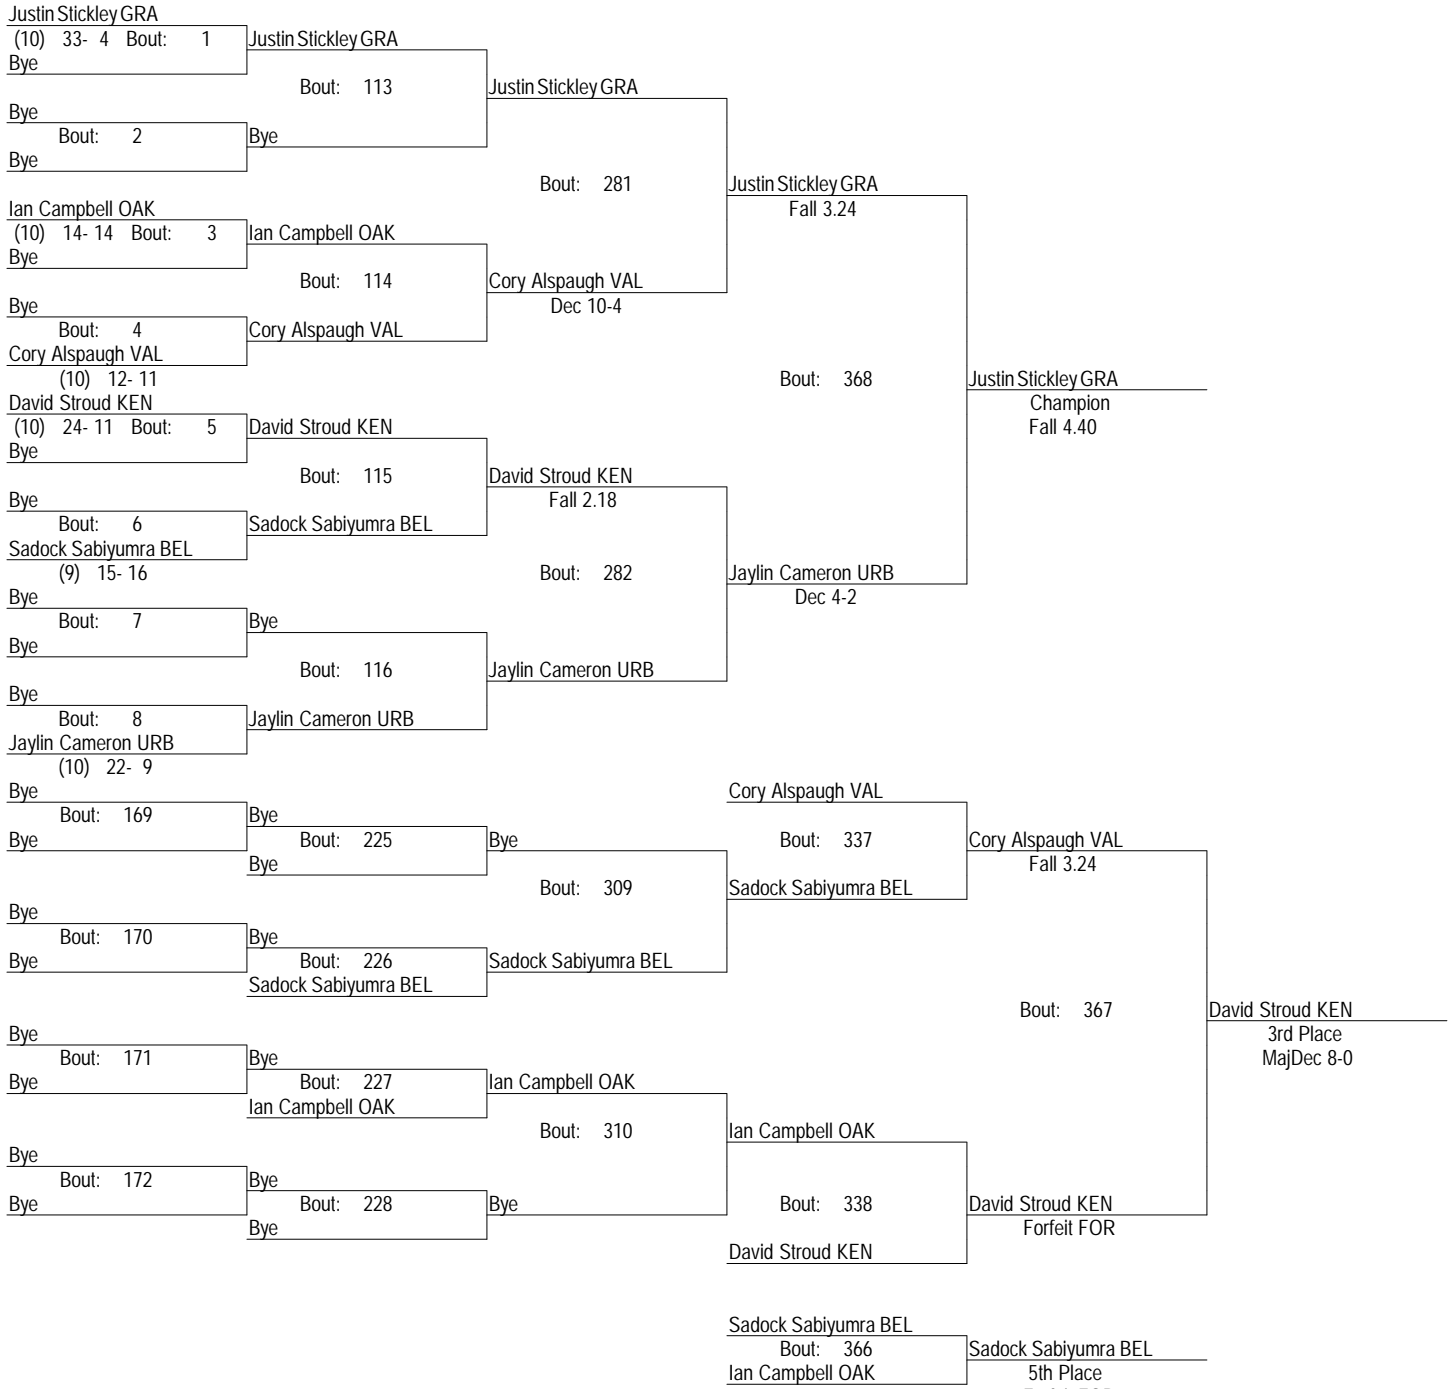 Justin Stickley GRA
(10) 33- 4 Bout: 1 Justin Stickley GRA
Bye
Bout: 113 Justin Stickley GRA
Bye
Bout: 2 Bye
Bye
Bout: 281 Justin Stickley GRA
Ian Campbell OAK Fall 3.24
(10) 14- 14 Bout: 3 Ian Campbell OAK
Bye
Bout: 114 Cory Alspaugh VAL
Bye Dec 10-4
Bout: 4 Cory Alspaugh VAL
Cory Alspaugh VAL
(10) 12- 11 Bout: 368 Justin Stickley GRA
David Stroud KEN Champion
(10) 24- 11 Bout: 5 David Stroud KEN Fall 4.40
Bye
Bout: 115 David Stroud KEN
Bye Fall 2.18
Bout: 6 Sadock Sabiyumra BEL
Sadock Sabiyumra BEL
(9) 15- 16 Bout: 282 Jaylin Cameron URB
Bye Dec 4-2
Bout: 7 Bye
Bye
Bout: 116 Jaylin Cameron URB
Bye
Bout: 8 Jaylin Cameron URB
Jaylin Cameron URB
(10) 22- 9
Bye Cory Alspaugh VAL
Bout: 169 Bye
Bye Bout: 225 Bye Bout: 337 Cory Alspaugh VAL
Bye Fall 3.24
Bout: 309 Sadock Sabiyumra BEL
Bye
Bout: 170 Bye
Bye Bout: 226 Sadock Sabiyumra BEL
Sadock Sabiyumra BEL
Bout: 367 David Stroud KEN
Bye 3rd Place
Bout: 171 Bye MajDec 8-0
Bye Bout: 227 Ian Campbell OAK
Ian Campbell OAK
Bout: 310 Ian Campbell OAK
Bye
Bout: 172 Bye
Bye Bout: 228 Bye Bout: 338 David Stroud KEN
Bye Forfeit FOR
David Stroud KEN
Sadock Sabiyumra BEL
Bout: 366 Sadock Sabiyumra BEL
Ian Campbell OAK 5th Place